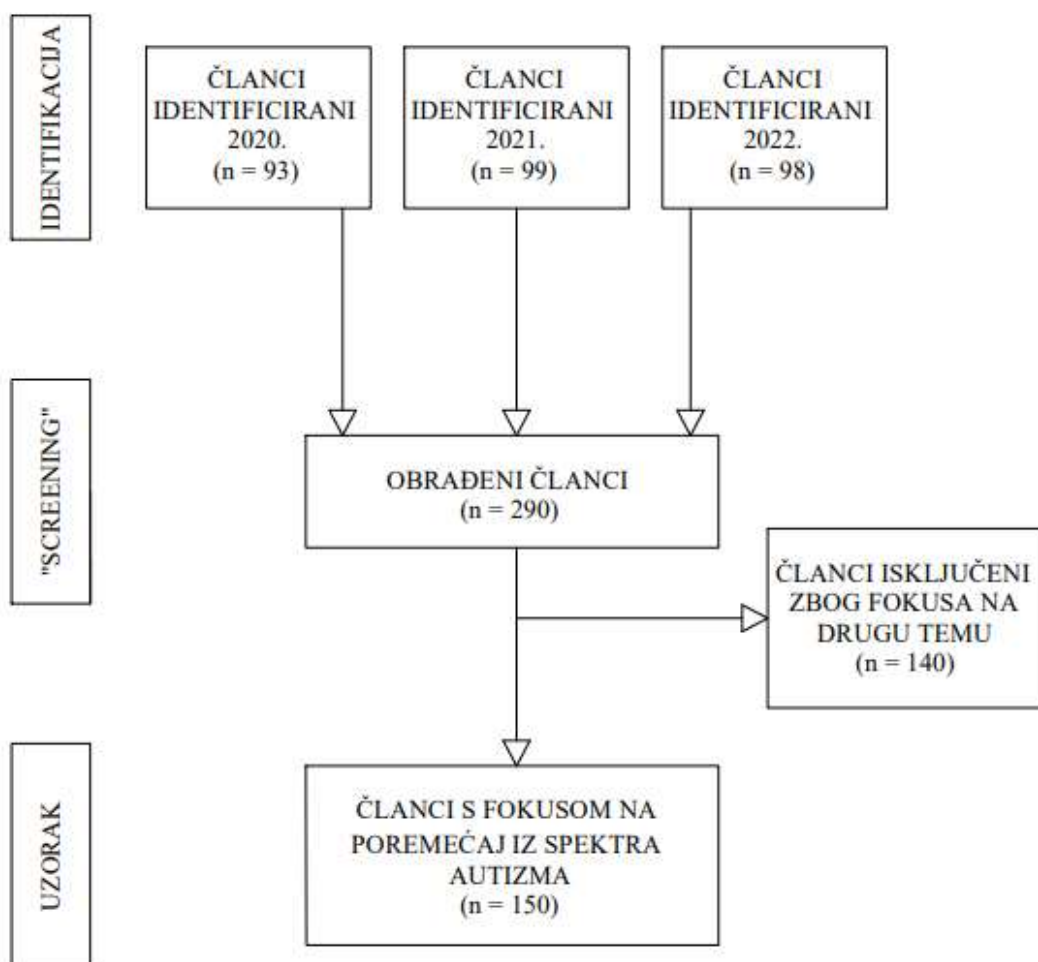 IDENTIFIKACIJA
ČLANCI
IDENTIFICIRANI
2020.
(n = 93)
ČLANCI
IDENTIFICIRANI
2021.
(n = 99)
ČLANCI
IDENTIFICIRANI
2022.
(n = 98)
"SCREENING"
OBRAĐENI ČLANCI
(n = 290)
ČLANCI ISKLJUČENI
ZBOG FOKUSA NA
DRUGU TEMU
(n = 140)
UZORAK
ČLANCI S FOKUSOM NA
POREMEĆAJ IZ SPEKTRA
AUTIZMA
(n = 150)